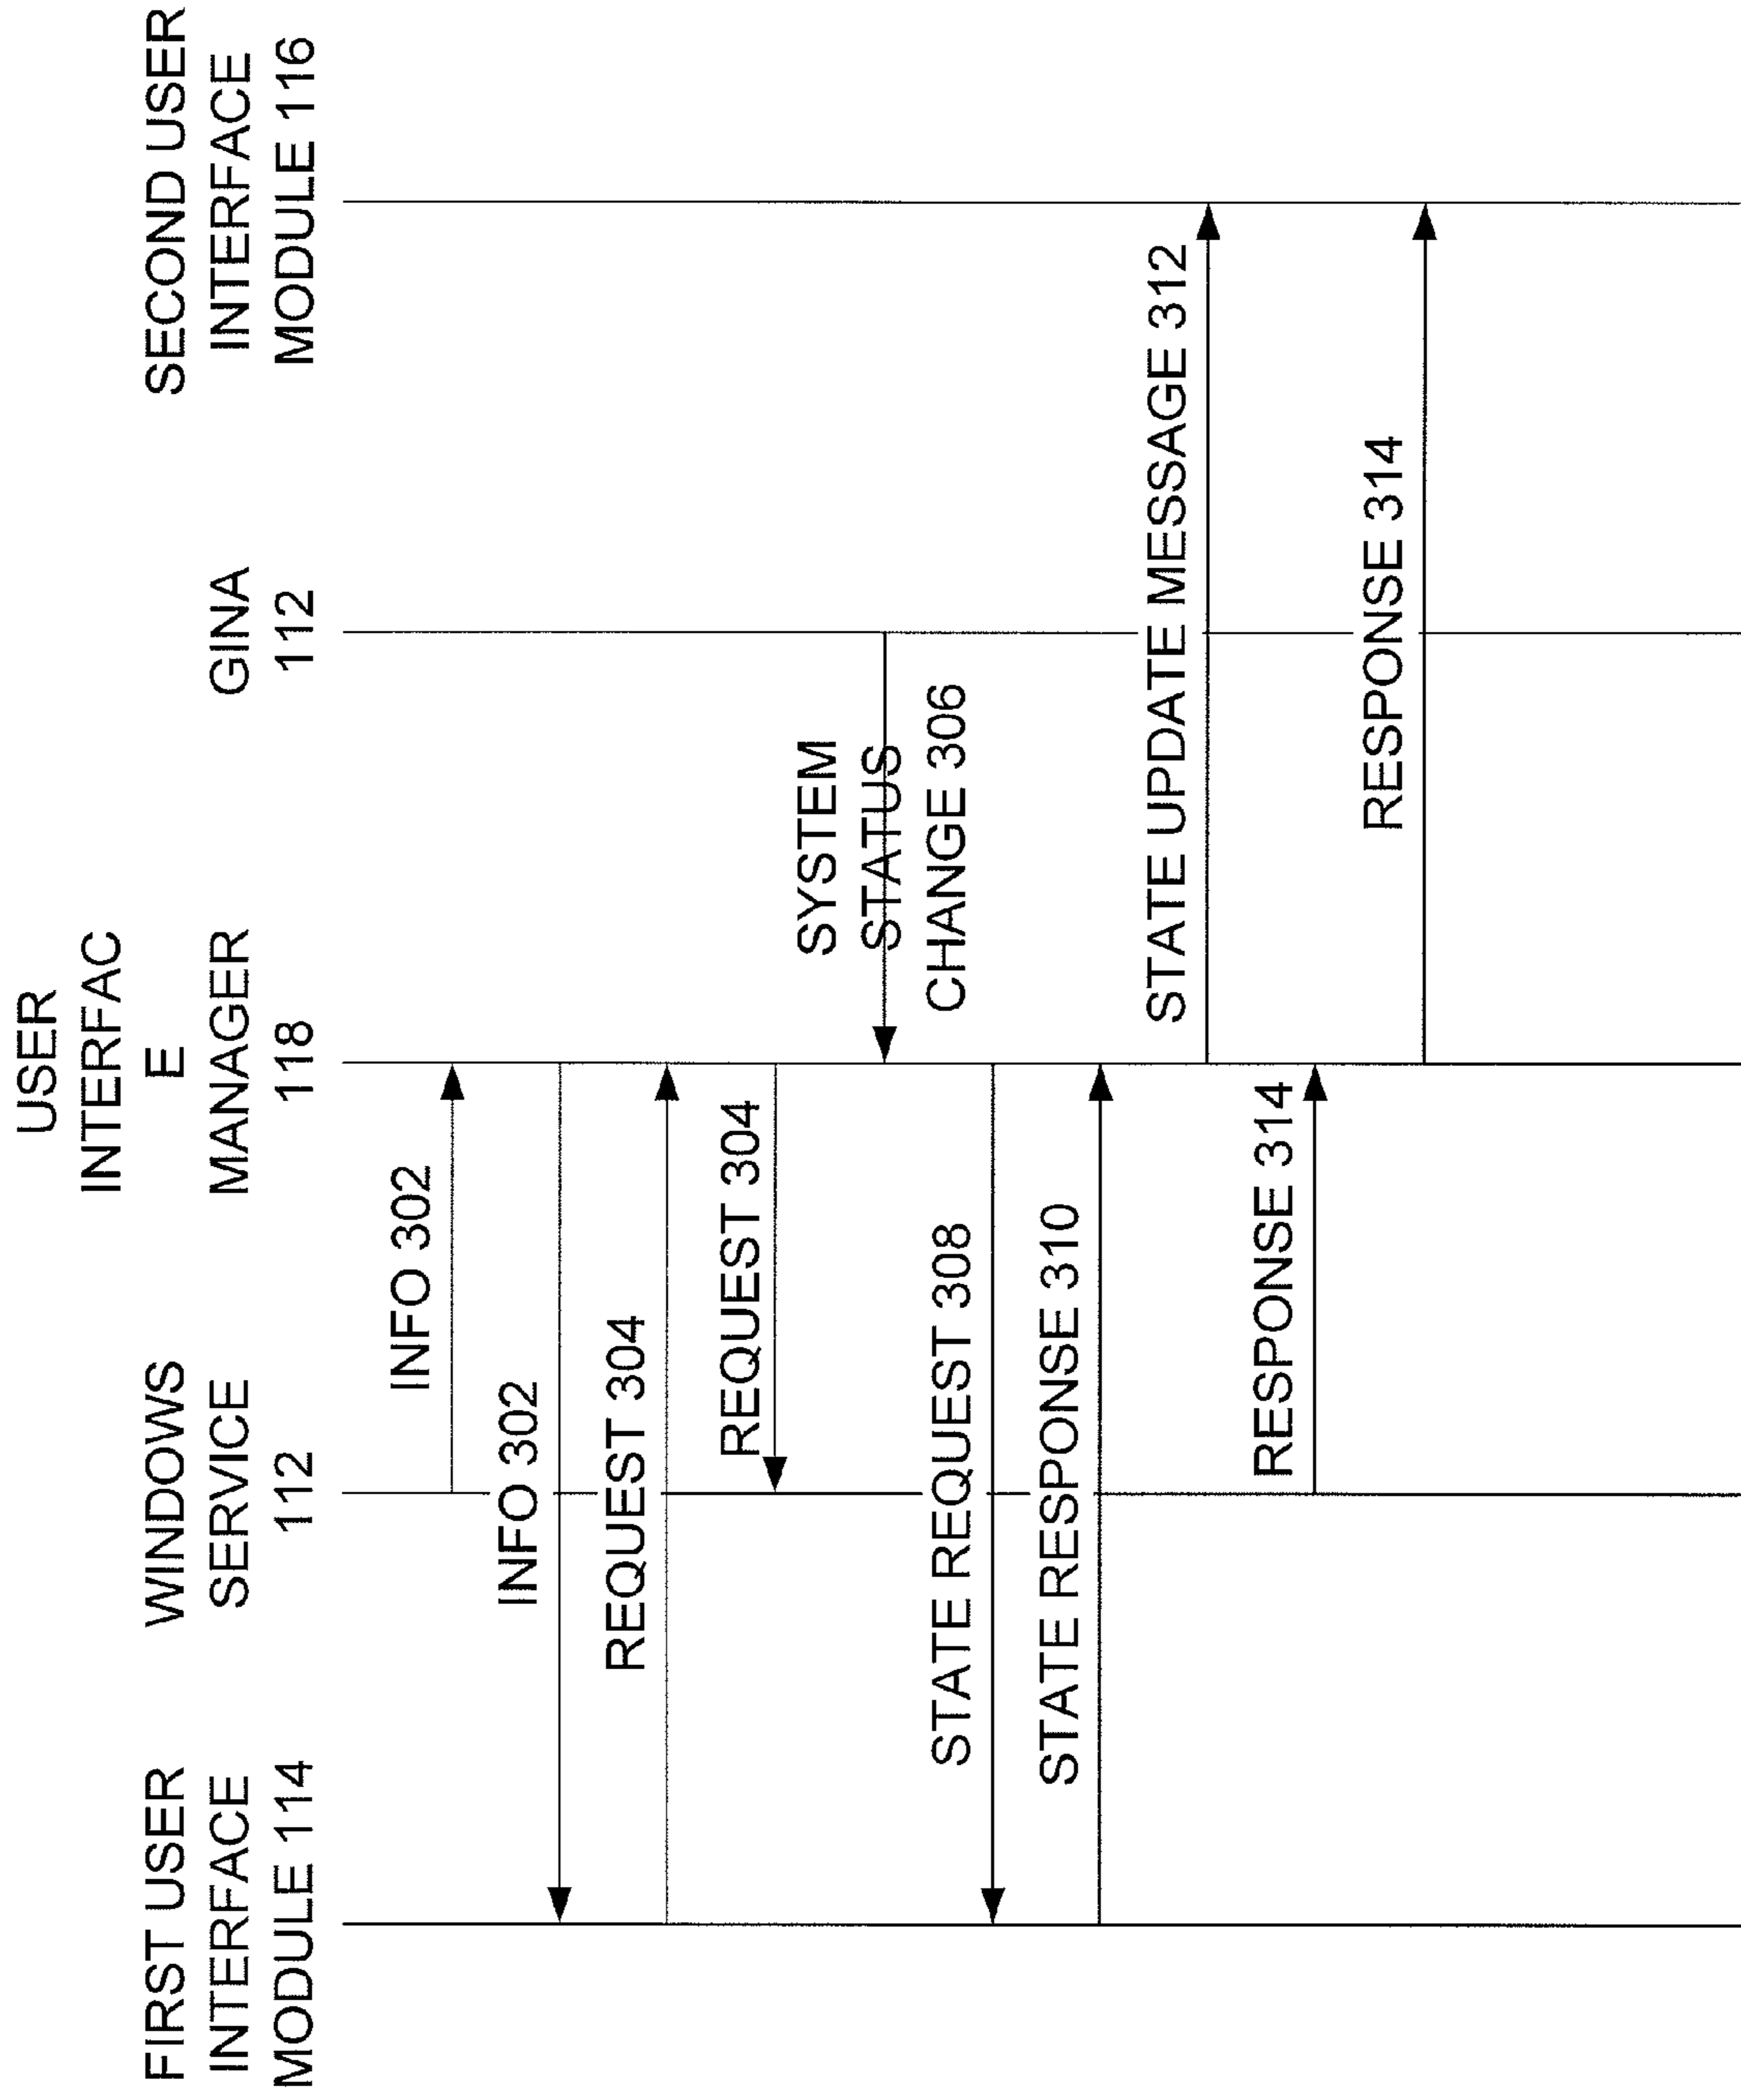 FIRST USER
INTERFACE
MODULE 114
WINDOWS
SERVICE
112
USER
INTERFAC
E
MANAGER
118
GINA
112
SECOND USER
INTERFACE
MODULE 116
INFO 302
INFO 302
REQUEST 304
REQUEST 304
SYSTEM
STATUS
CHANGE 306
STATE REQUEST 308
STATE RESPONSE 310
STATE UPDATE MESSAGE 312
RESPONSE 314
RESPONSE 314